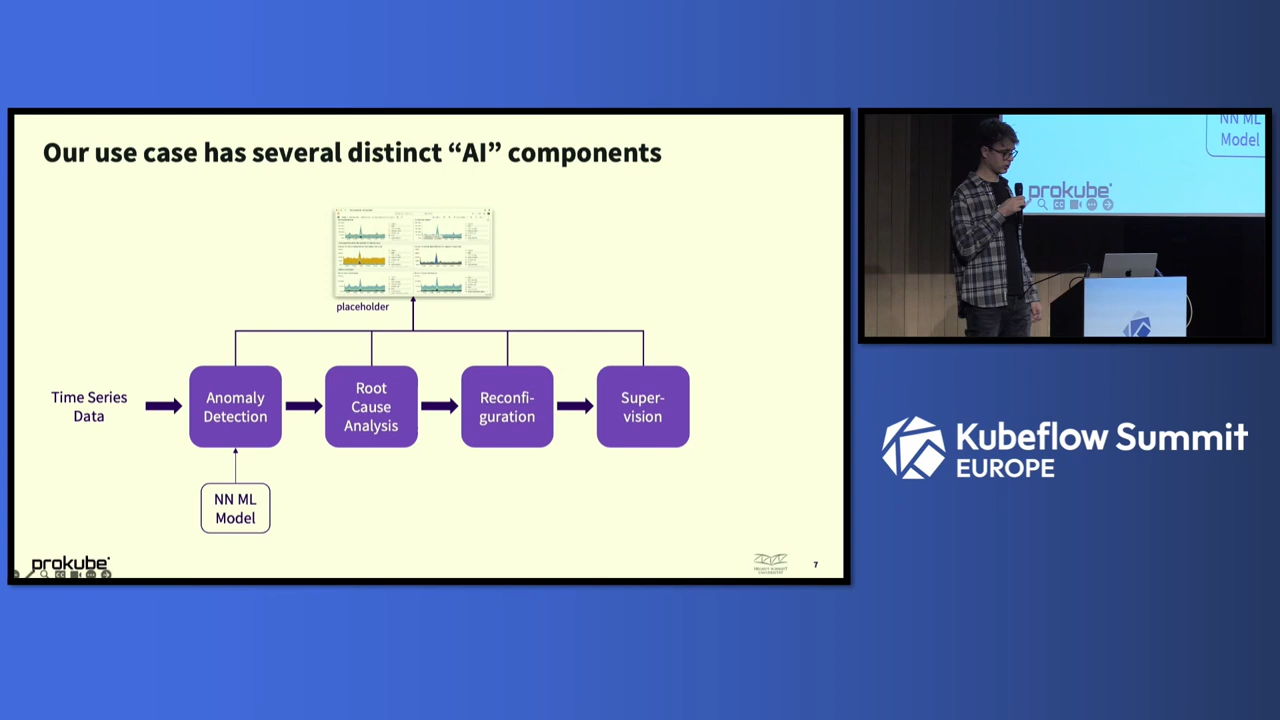 Our use case has several distinct “AI” components
placeholder
Time Series
Data
Anomaly
Detection
Root
Cause
Analysis
Reconfi-
guration
Super-
vision
NN ML
Model
prokube
7
NN ML
Model
prokube
Kubeflow Summit
EUROPE